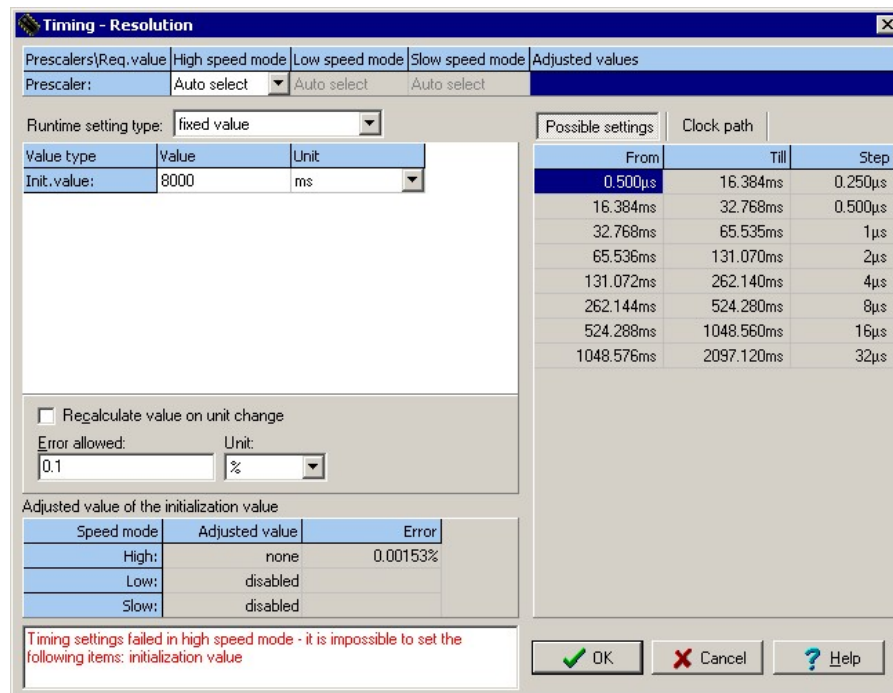 Timing - Resolution
Prescalers\Req.value High speed mode Low speed mode Slow speed mode Adjusted values
Prescaler: Auto select Auto select Auto select
Runtime setting type: fixed value
Value type Value Unit
Init.value: 8000 ms
Recalculate value on unit change
Error allowed: Unit:
0.1 %
Adjusted value of the initialization value
Speed mode Adjusted value Error
High: none 0.00153%
Low: disabled
Slow: disabled
Timing settings failed in high speed mode - it is impossible to set the
following items: initialization value
Possible settings Clock path
From Till Step
0.500µs 16.384ms 0.250µs
16.384ms 32.768ms 0.500µs
32.768ms 65.535ms 1µs
65.536ms 131.070ms 2µs
131.072ms 262.140ms 4µs
262.144ms 524.280ms 8µs
524.288ms 1048.560ms 16µs
1048.576ms 2097.120ms 32µs
OK Cancel Help